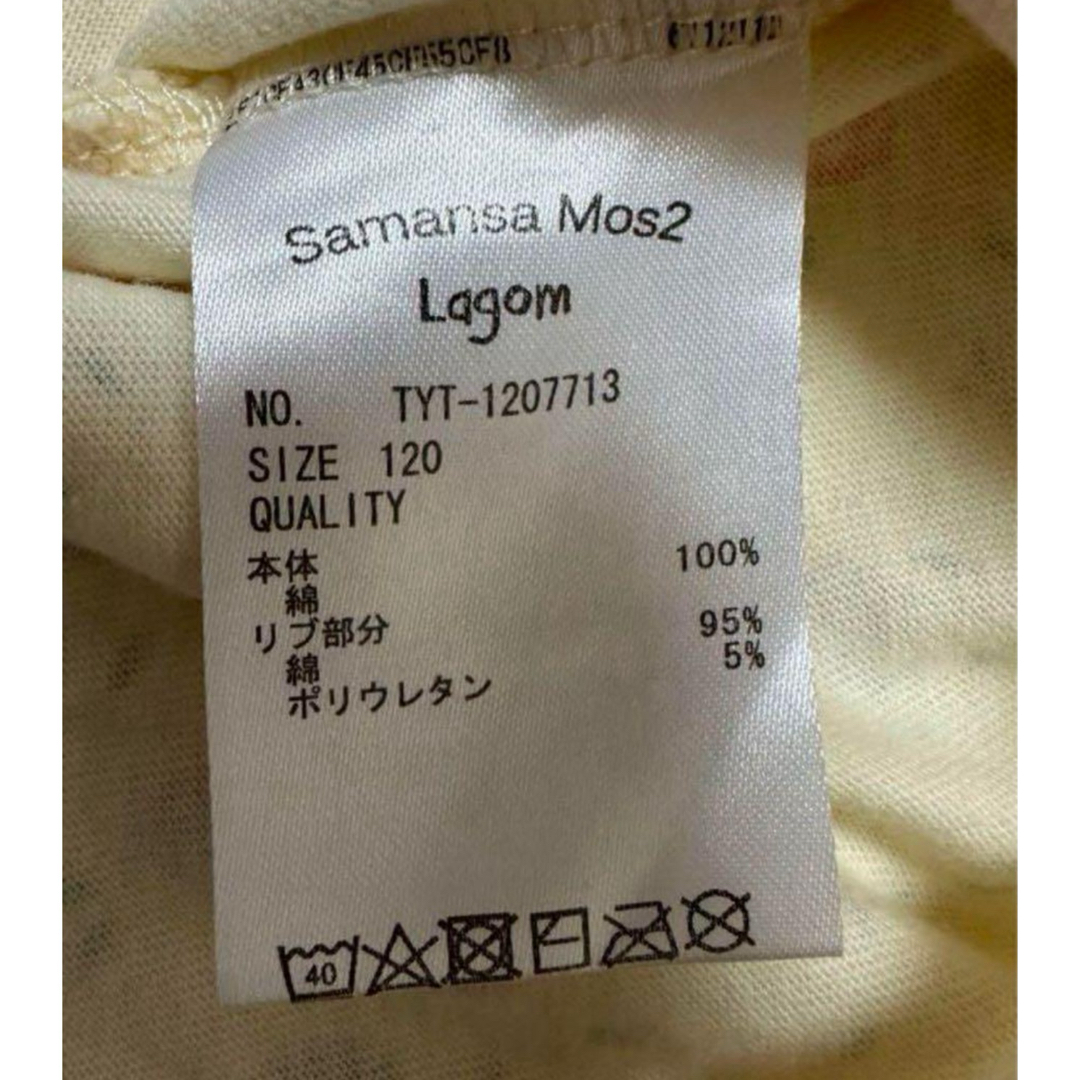 Samansa Mos2
Lagom
NO. TYT-1207713
SIZE 120
QUALITY
本体
綿 100%
リブ部分
綿 95%
ポリウレタン 5%
40